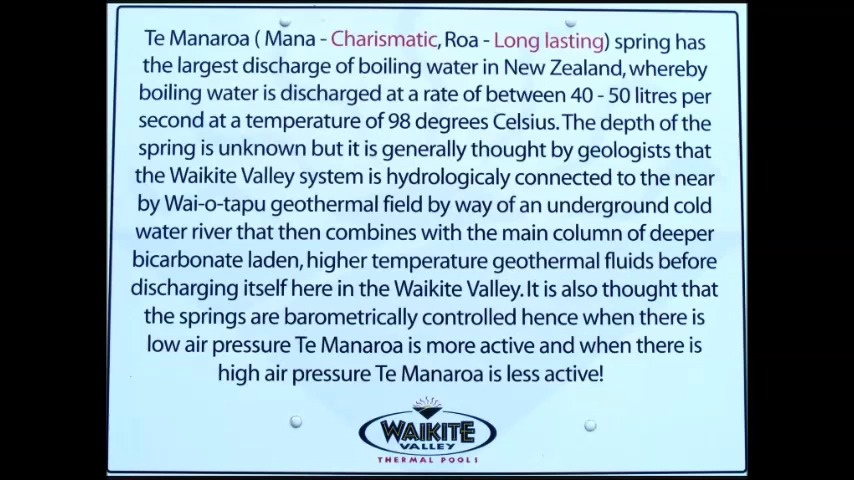 Te Manaroa ( Mana - Charismatic, Roa - Long lasting) spring has
the largest discharge of boiling water in New Zealand, whereby
boiling water is discharged at a rate of between 40 - 50 litres per
second at a temperature of 98 degrees Celsius. The depth of the
spring is unknown but it is generally thought by geologists that
the Waikite Valley system is hydrologicaly connected to the near
by Wai-o-tapu geothermal field by way of an underground cold
water river that then combines with the main column of deeper
bicarbonate laden, higher temperature geothermal fluids before
discharging itself here in the Waikite Valley. It is also thought that
the springs are barometrically controlled hence when there is
low air pressure Te Manaroa is more active and when there is
high air pressure Te Manaroa is less active!
WAIKITE
VALLEY
THERMAL POOLS